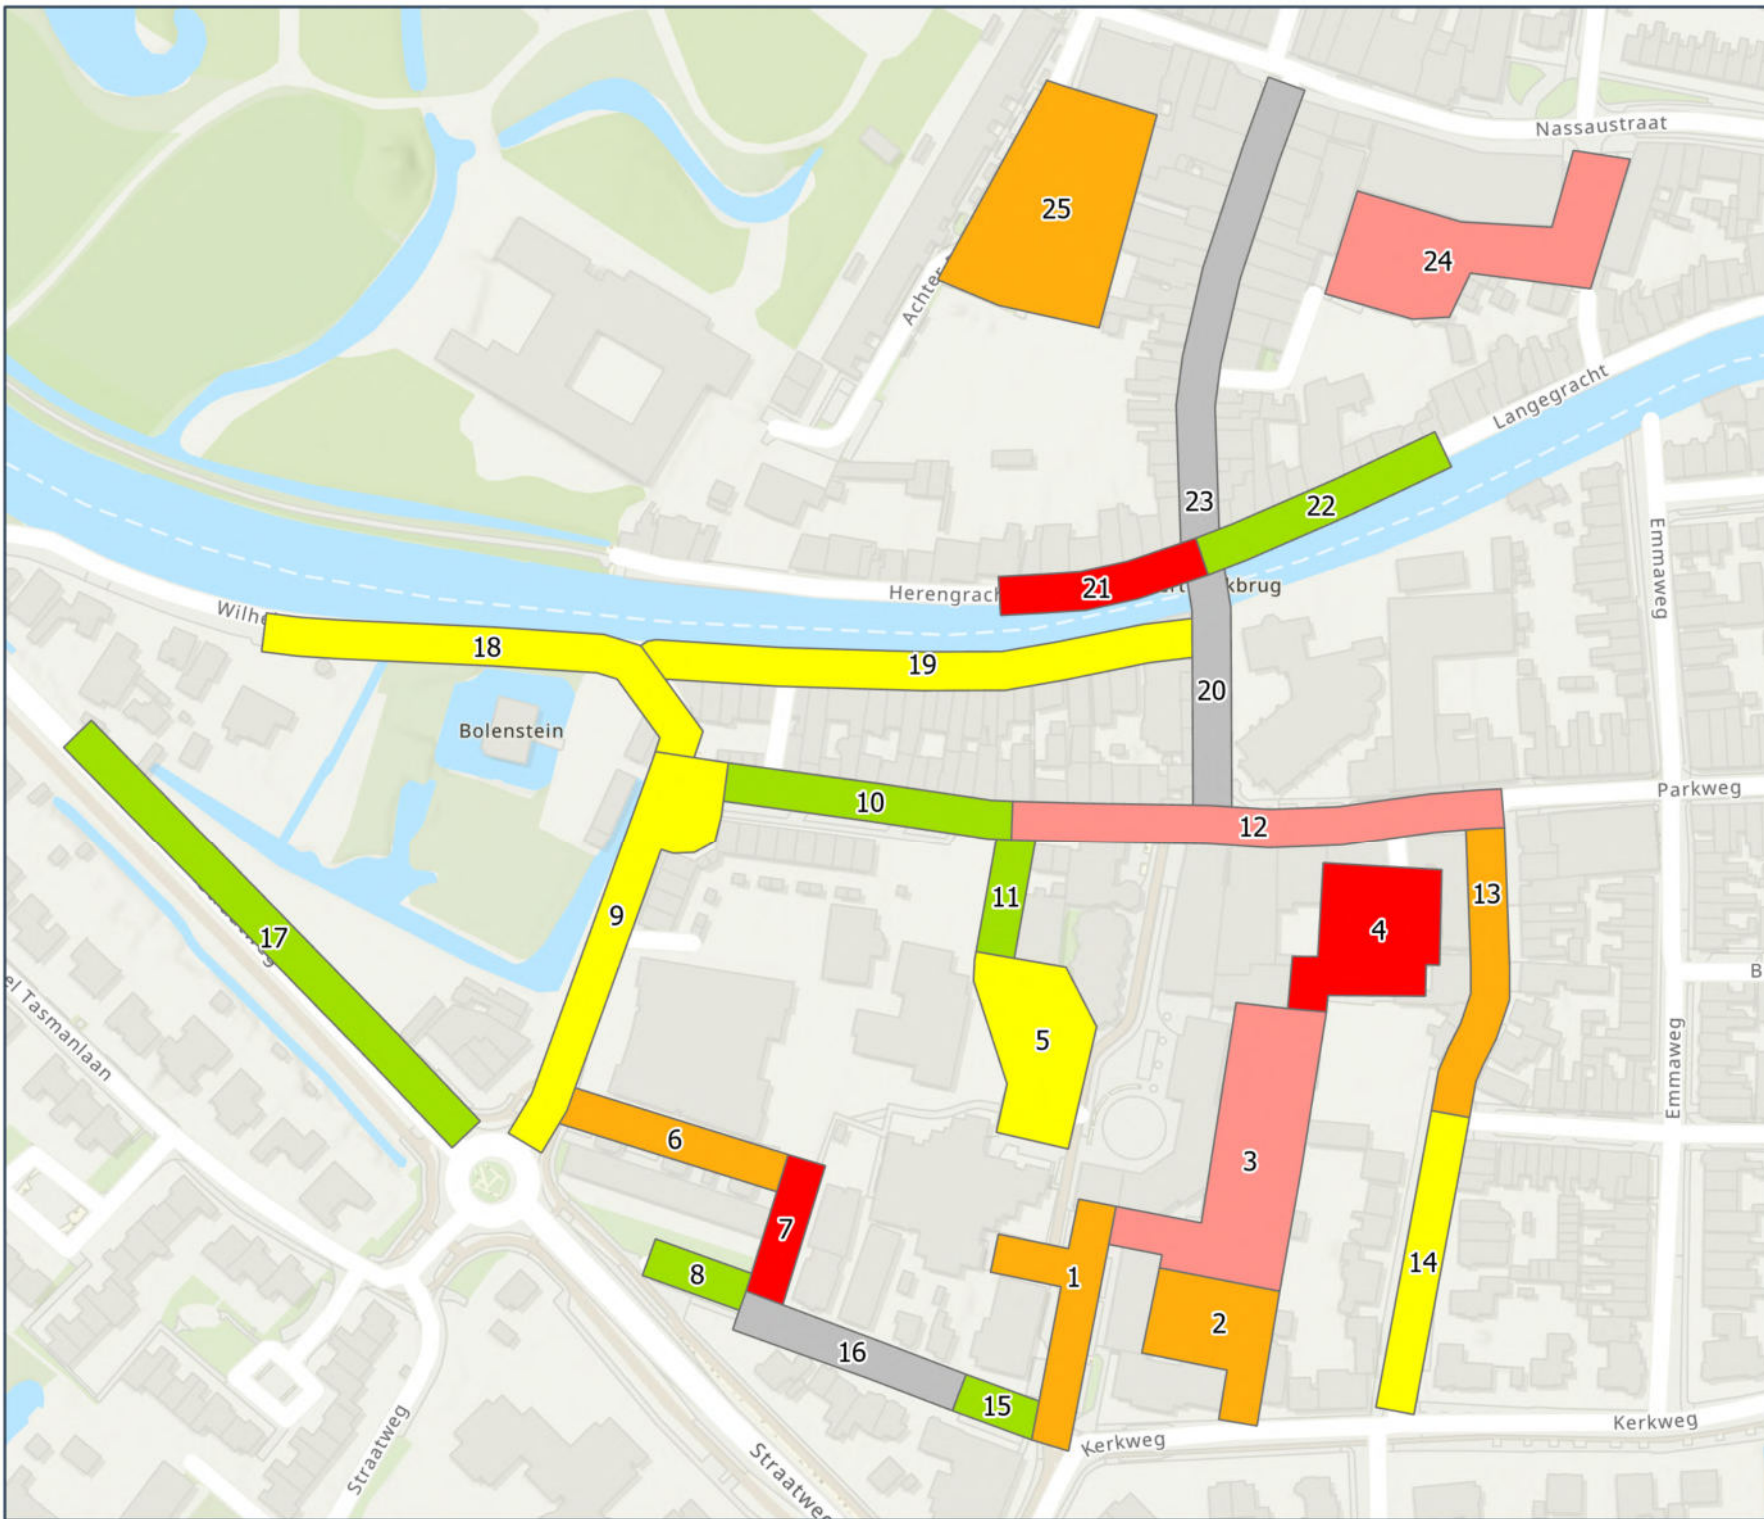 Nassaustraat
25
24
Achter
Langegracht
23
22
Emmaweg
21
Herengrach
kbrug
Wilhe
18
19
20
Bolenstein
Parkweg
10
12
11
13
9
4
17
el Tasmanlaan
B
5
Emmaweg
6
3
7
8
1
14
2
16
15
Kerkweg
Kerkweg
Straatweg
Straatweg